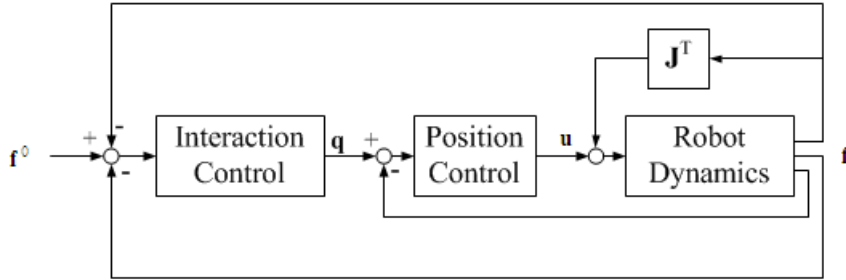 J^T
+
-
f^0
-
Interaction
Control
q
+
-
Position
Control
u
Robot
Dynamics
f